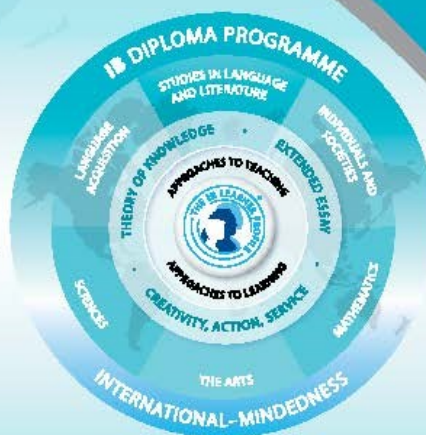 IB DIPLOMA PROGRAMME
STUDIES IN LANGUAGE
AND LITERATURE
LANGUAGE
ACQUISITION
INDIVIDUALS AND
SOCIETIES
THEORY OF KNOWLEDGE
EXTENDED ESSAY
APPROACHES TO TEACHING
THE IB LEARNER PROFILE
APPROACHES TO LEARNING
CREATIVITY, ACTION, SERVICE
SCIENCES
MATHEMATICS
THE ARTS
INTERNATIONAL-MINDEDNESS